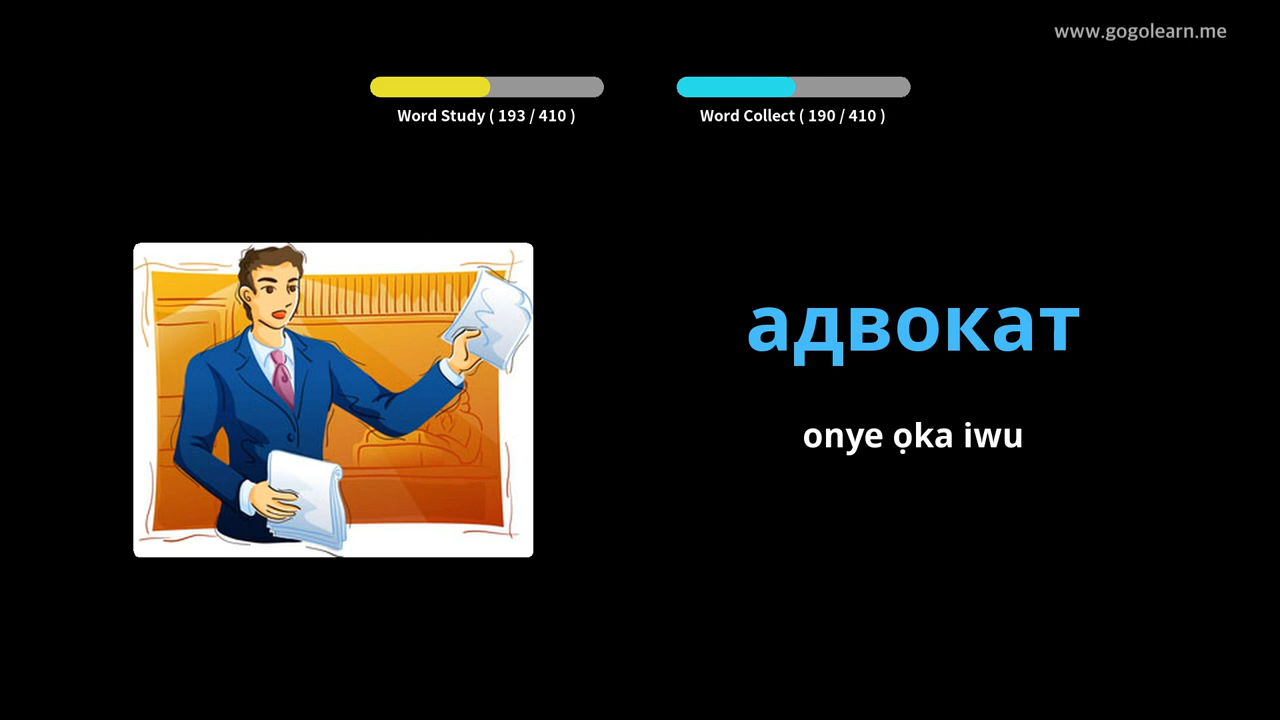 www.gogolearn.me
Word Study ( 193 / 410 )
Word Collect ( 190 / 410 )
адвокат
onye ọka iwu